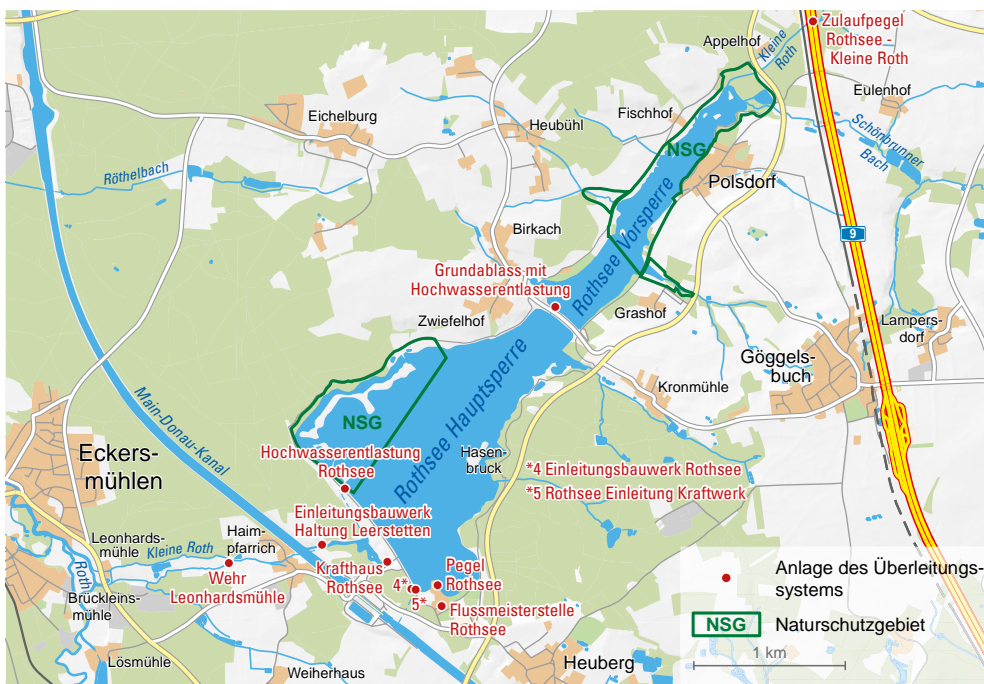 Zulaufpegel
Rothsee -
Kleine Roth
Appelhof
Kleine
Roth
Eulenhof
Eichelburg
Fischhof
Heubühl
Schönbrunner
Bach
NSG
Röthelbach
Polsdorf
Birkach
9
Rothsee Vorsperre
Grundablass mit
Hochwasserentlastung
Grashof
Zwiefelhof
Lampers-
dorf
Göggels-
buch
Kronmühle
Main-Donau-Kanal
NSG
Rothsee Hauptsperre
Eckers-
mühlen
Hochwasserentlastung
Rothsee
Hasen-
bruck
*4 Einleitungsbauwerk Rothsee
*5 Rothsee Einleitung Kraftwerk
Einleitungsbauwerk
Haltung Leerstetten
Leonhards-
mühle
Kleine Roth
Haim-
pfarrich
Roth
Wehr
Leonhardsmühle
Krafthaus
Rothsee
4*
5*
Pegel
Rothsee
Brückleins-
mühle
Flussmeisterstelle
Rothsee
Lösmühle
Weiherhaus
Heuberg
Anlage des Überleitungs-
systems
NSG Naturschutzgebiet
1 km